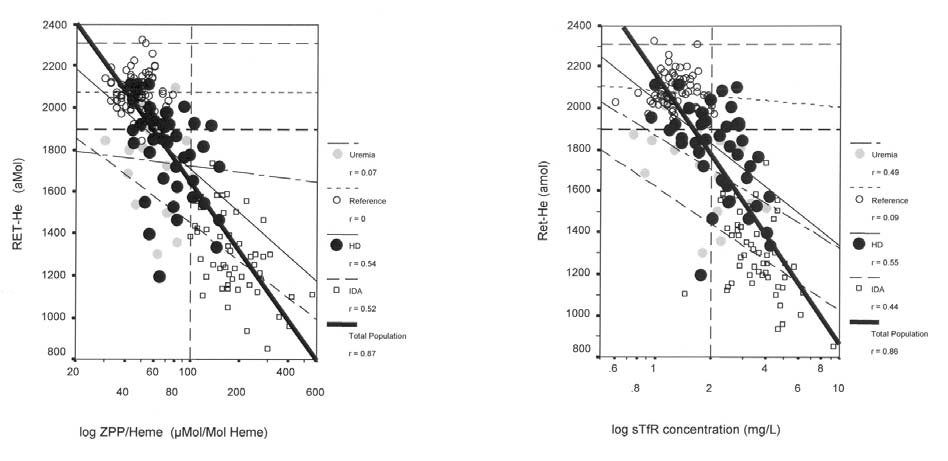 2400
2200
2000
1800
1600
1400
1200
1000
800
RET-He (aMol)
20 60 100 200 400 600
40 80
log ZPP/Heme (µMol/Mol Heme)
Uremia
r = 0.07
Reference
r = 0
HD
r = 0.54
IDA
r = 0.52
Total Population
r = 0.87
2400
2200
2000
1800
1600
1400
1200
1000
800
Ret-He (amol)
.6 1 2 4 10
.8 6
log sTfR concentration (mg/L)
Uremia
r = 0.49
Reference
r = 0.09
HD
r = 0.55
IDA
r = 0.44
Total Population
r = 0.86